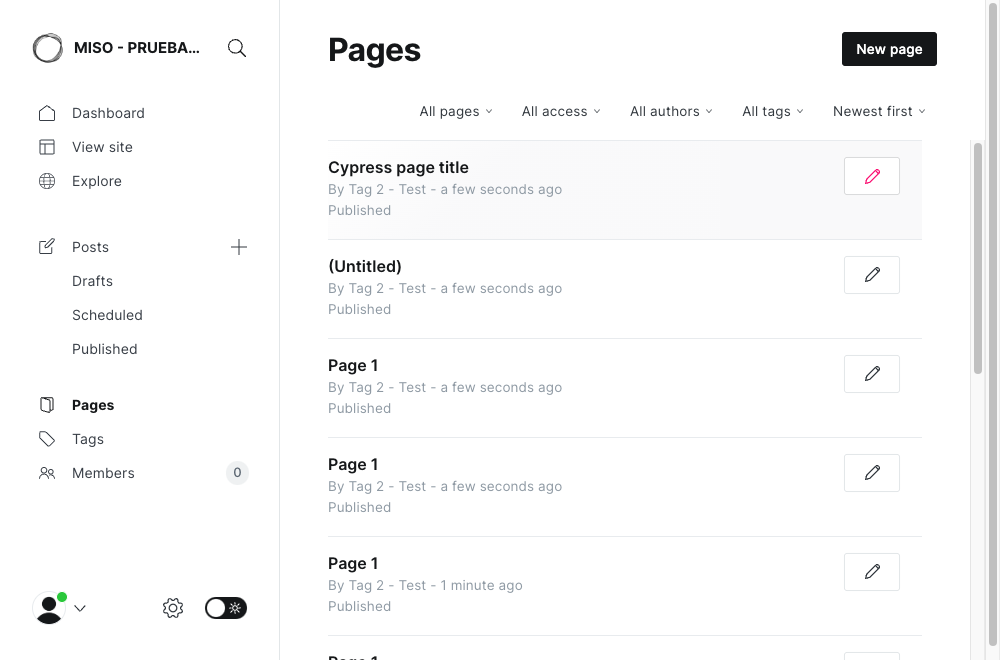 MISO - PRUEBA...
Dashboard
View site
Explore
Posts
Drafts
Scheduled
Published
Pages
Tags
Members
0
Pages
New page
All pages
All access
All authors
All tags
Newest first
Cypress page title
By Tag 2 - Test - a few seconds ago
Published
(Untitled)
By Tag 2 - Test - a few seconds ago
Published
Page 1
By Tag 2 - Test - a few seconds ago
Published
Page 1
By Tag 2 - Test - a few seconds ago
Published
Page 1
By Tag 2 - Test - 1 minute ago
Published
Page 1